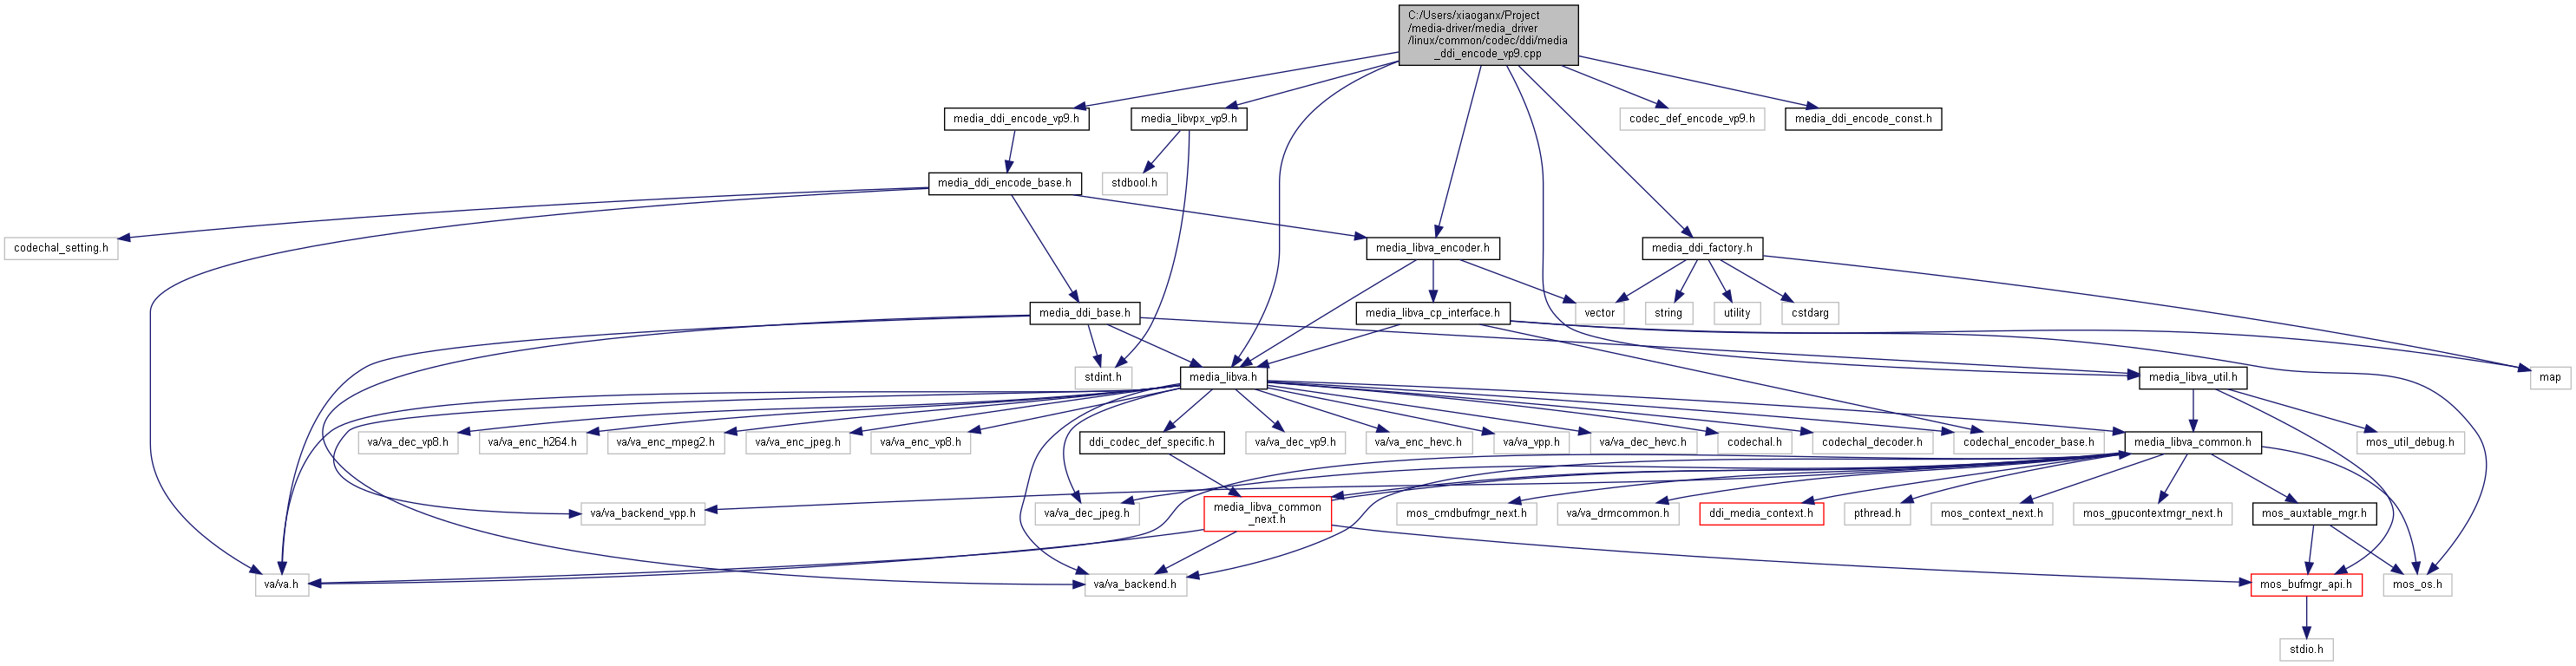 C:/Users/xiaoganx/Project
/media-driver/media_driver
/linux/common/codec/ddi/media
_ddi_encode_vp9.cpp
media_ddi_encode_vp9.h
media_libvpx_vp9.h
codec_def_encode_vp9.h
media_ddi_encode_const.h
stdbool.h
media_ddi_encode_base.h
codechal_setting.h
media_libva_encoder.h
media_ddi_factory.h
media_ddi_base.h
media_libva_cp_interface.h
vector
string
utility
cstdarg
stdint.h
media_libva.h
media_libva_util.h
map
va/va_dec_vp8.h
va/va_enc_h264.h
va/va_enc_mpeg2.h
va/va_enc_jpeg.h
va/va_enc_vp8.h
ddi_codec_def_specific.h
va/va_dec_vp9.h
va/va_enc_hevc.h
va/va_vpp.h
va/va_dec_hevc.h
codechal.h
codechal_decoder.h
codechal_encoder_base.h
media_libva_common.h
mos_util_debug.h
va/va_backend_vpp.h
va/va_dec_jpeg.h
media_libva_common
_next.h
mos_cmdbufmgr_next.h
va/va_drmcommon.h
ddi_media_context.h
pthread.h
mos_context_next.h
mos_gpucontextmgr_next.h
mos_auxtable_mgr.h
va/va.h
va/va_backend.h
mos_bufmgr_api.h
mos_os.h
stdio.h